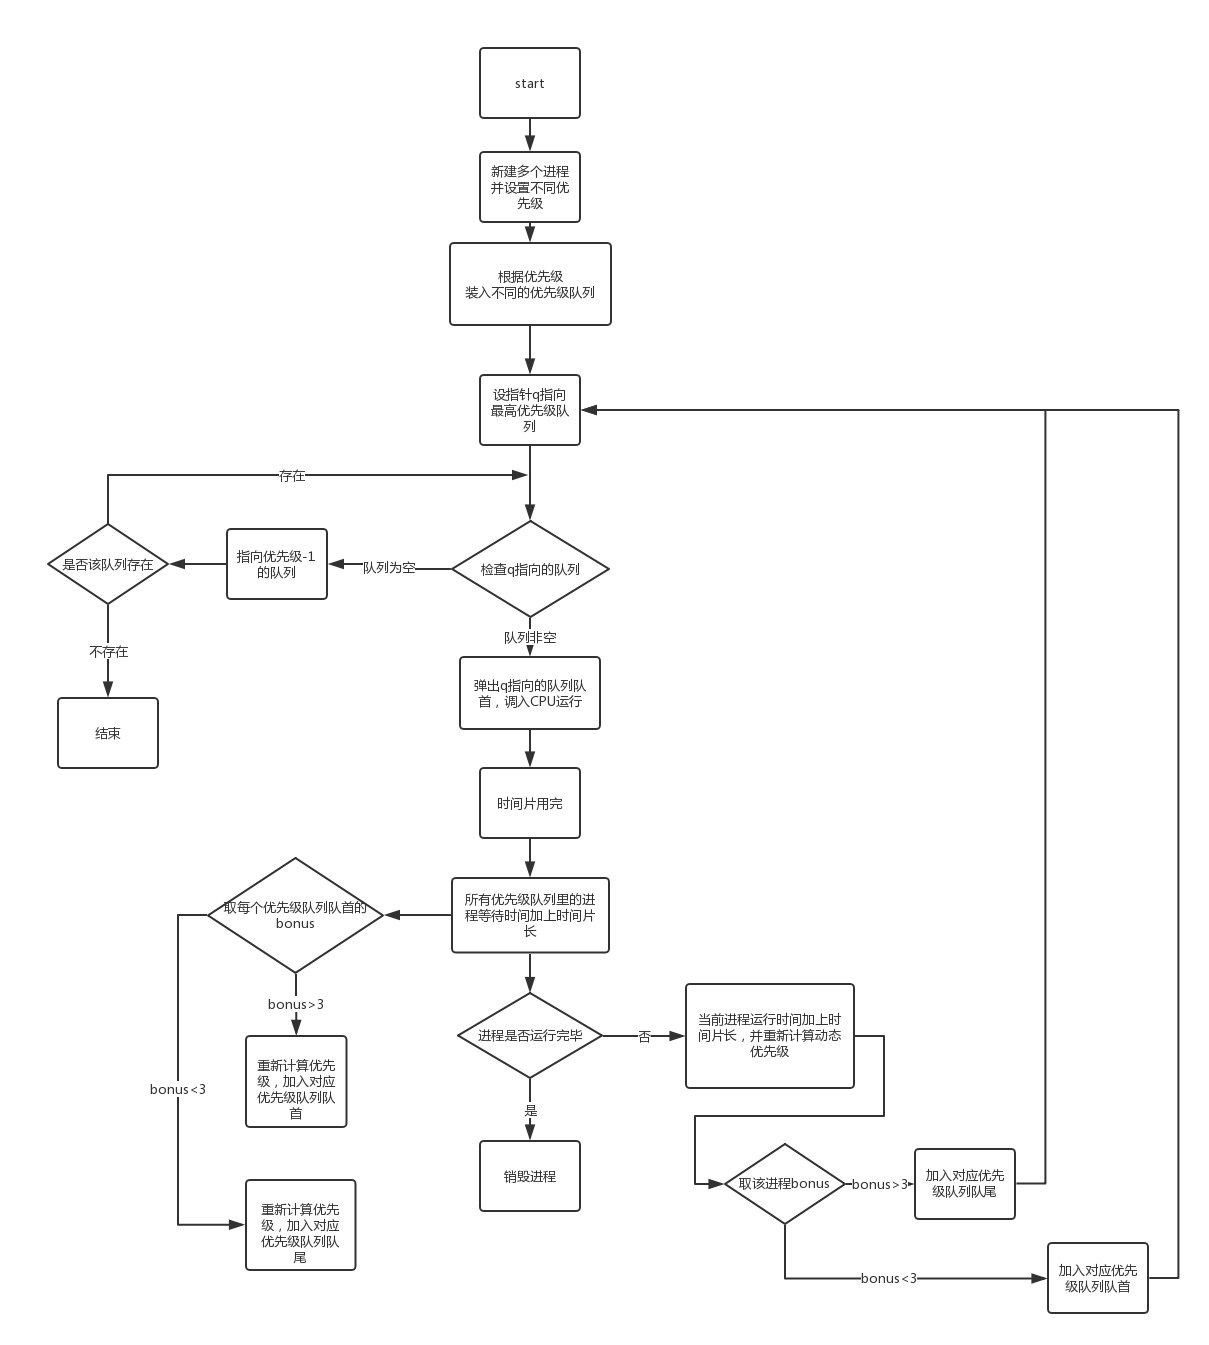 start
新建多个进程
并设置不同优
先级
根据优先级
装入不同的优先级队列
设指针q指向
最高优先级队
列
存在
是否该队列存在
指向优先级-1
的队列
队列为空
检查q指向的队列
不存在
队列非空
结束
弹出q指向的队列队
首，调入CPU运行
时间片用完
取每个优先级队列队首的
bonus
所有优先级队列里的进
程等待时间加上时间片
长
bonus>3
进程是否运行完毕
否
当前进程运行时间加上时
间片长，并重新计算动态
优先级
bonus<3
重新计算优先
级，加入对应
优先级队列队
首
是
销毁进程
取该进程bonus
bonus>3
加入对应优先
级队列队尾
重新计算优先
级，加入对应
优先级队列队
尾
bonus<3
加入对应优先
级队列队首